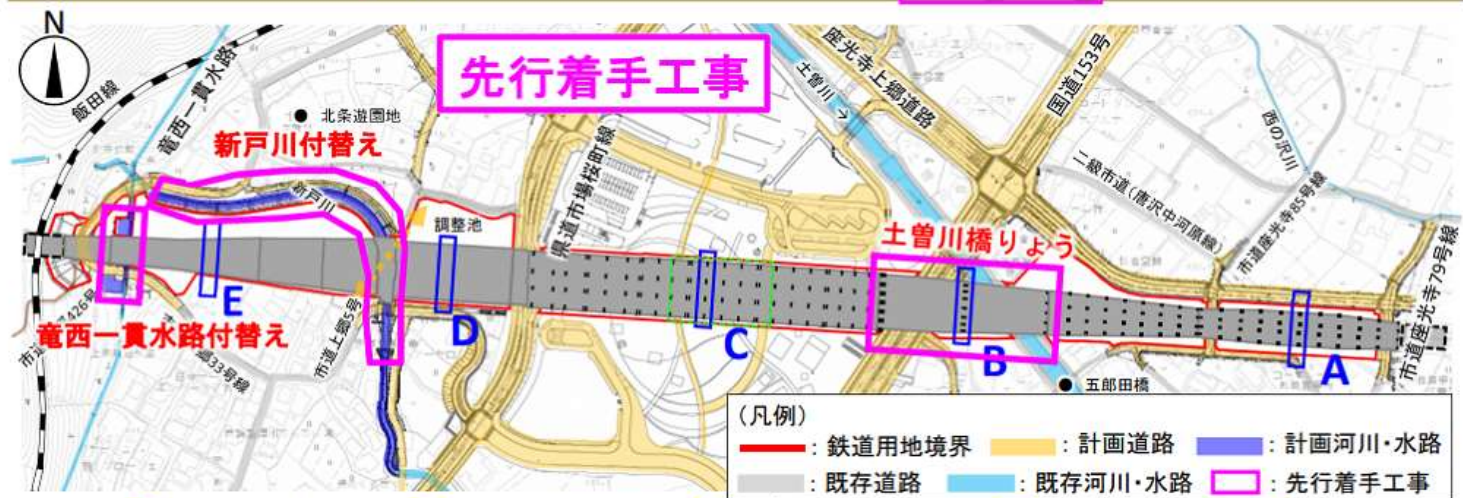 N
先行着手工事
飯田線
竜西一貫水路
北条遊園地
新戸川付替え
新戸川
調整池
県道市場桜町線
土曽川→
座光寺上郷道路
国道153号
西の沢川
二級市道(唐沢中河原線)
市道座光寺85号線
市道座光寺79号線
土曽川橋りょう
竜西一貫水路付替え
市道上郷5号
五郎田橋
E
D
C
B
A
(凡例)
:鉄道用地境界
:計画道路
:計画河川・水路
:既存道路
:既存河川・水路
:先行着手工事